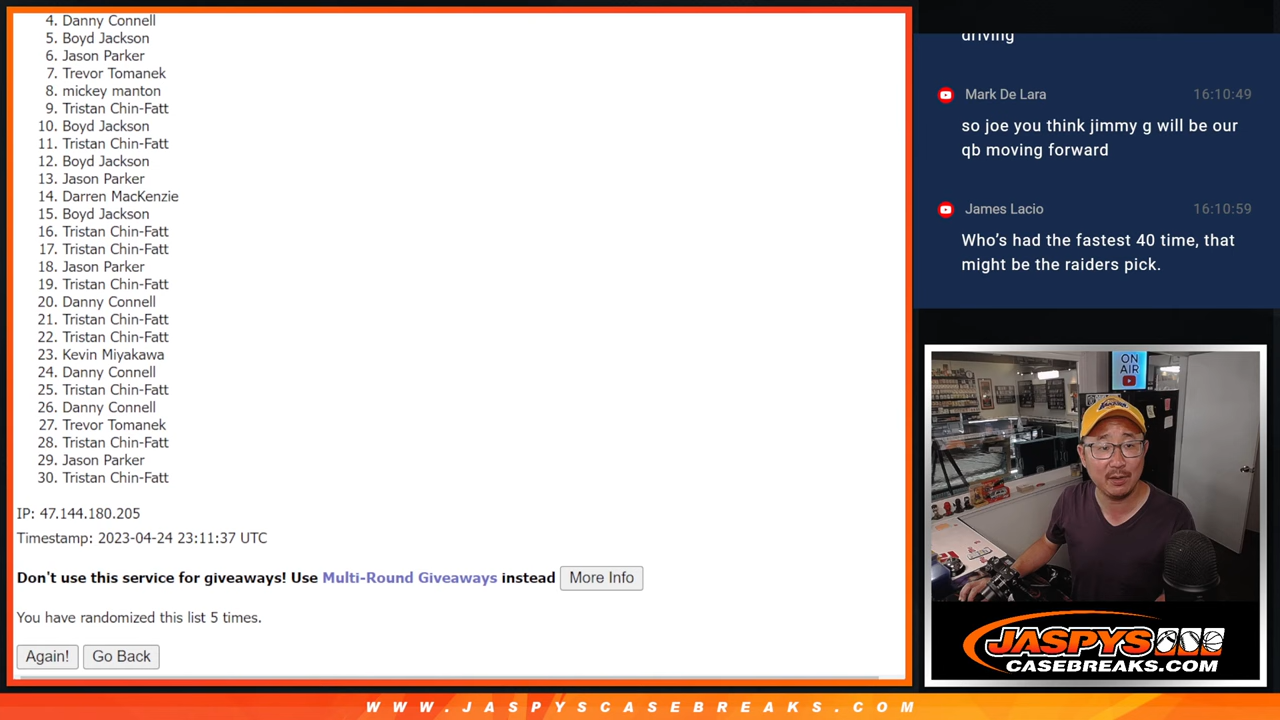 4. Danny Connell
5. Boyd Jackson
6. Jason Parker
7. Trevor Tomanek
8. mickey manton
9. Tristan Chin-Fatt
10. Boyd Jackson
11. Tristan Chin-Fatt
12. Boyd Jackson
13. Jason Parker
14. Darren MacKenzie
15. Boyd Jackson
16. Tristan Chin-Fatt
17. Tristan Chin-Fatt
18. Jason Parker
19. Tristan Chin-Fatt
20. Danny Connell
21. Tristan Chin-Fatt
22. Tristan Chin-Fatt
23. Kevin Miyakawa
24. Danny Connell
25. Tristan Chin-Fatt
26. Danny Connell
27. Trevor Tomanek
28. Tristan Chin-Fatt
29. Jason Parker
30. Tristan Chin-Fatt
IP: 47.144.180.205
Timestamp: 2023-04-24 23:11:37 UTC
Don't use this service for giveaways! Use Multi-Round Giveaways instead More Info
You have randomized this list 5 times.
Again! Go Back
driving
Mark De Lara 16:10:49
so joe you think jimmy g will be our
qb moving forward
James Lacio 16:10:59
Who's had the fastest 40 time, that
might be the raiders pick.
ON
AIR
JASPYS
CASEBREAKS.COM
WWW.JASPYSCASEBREAKS.COM